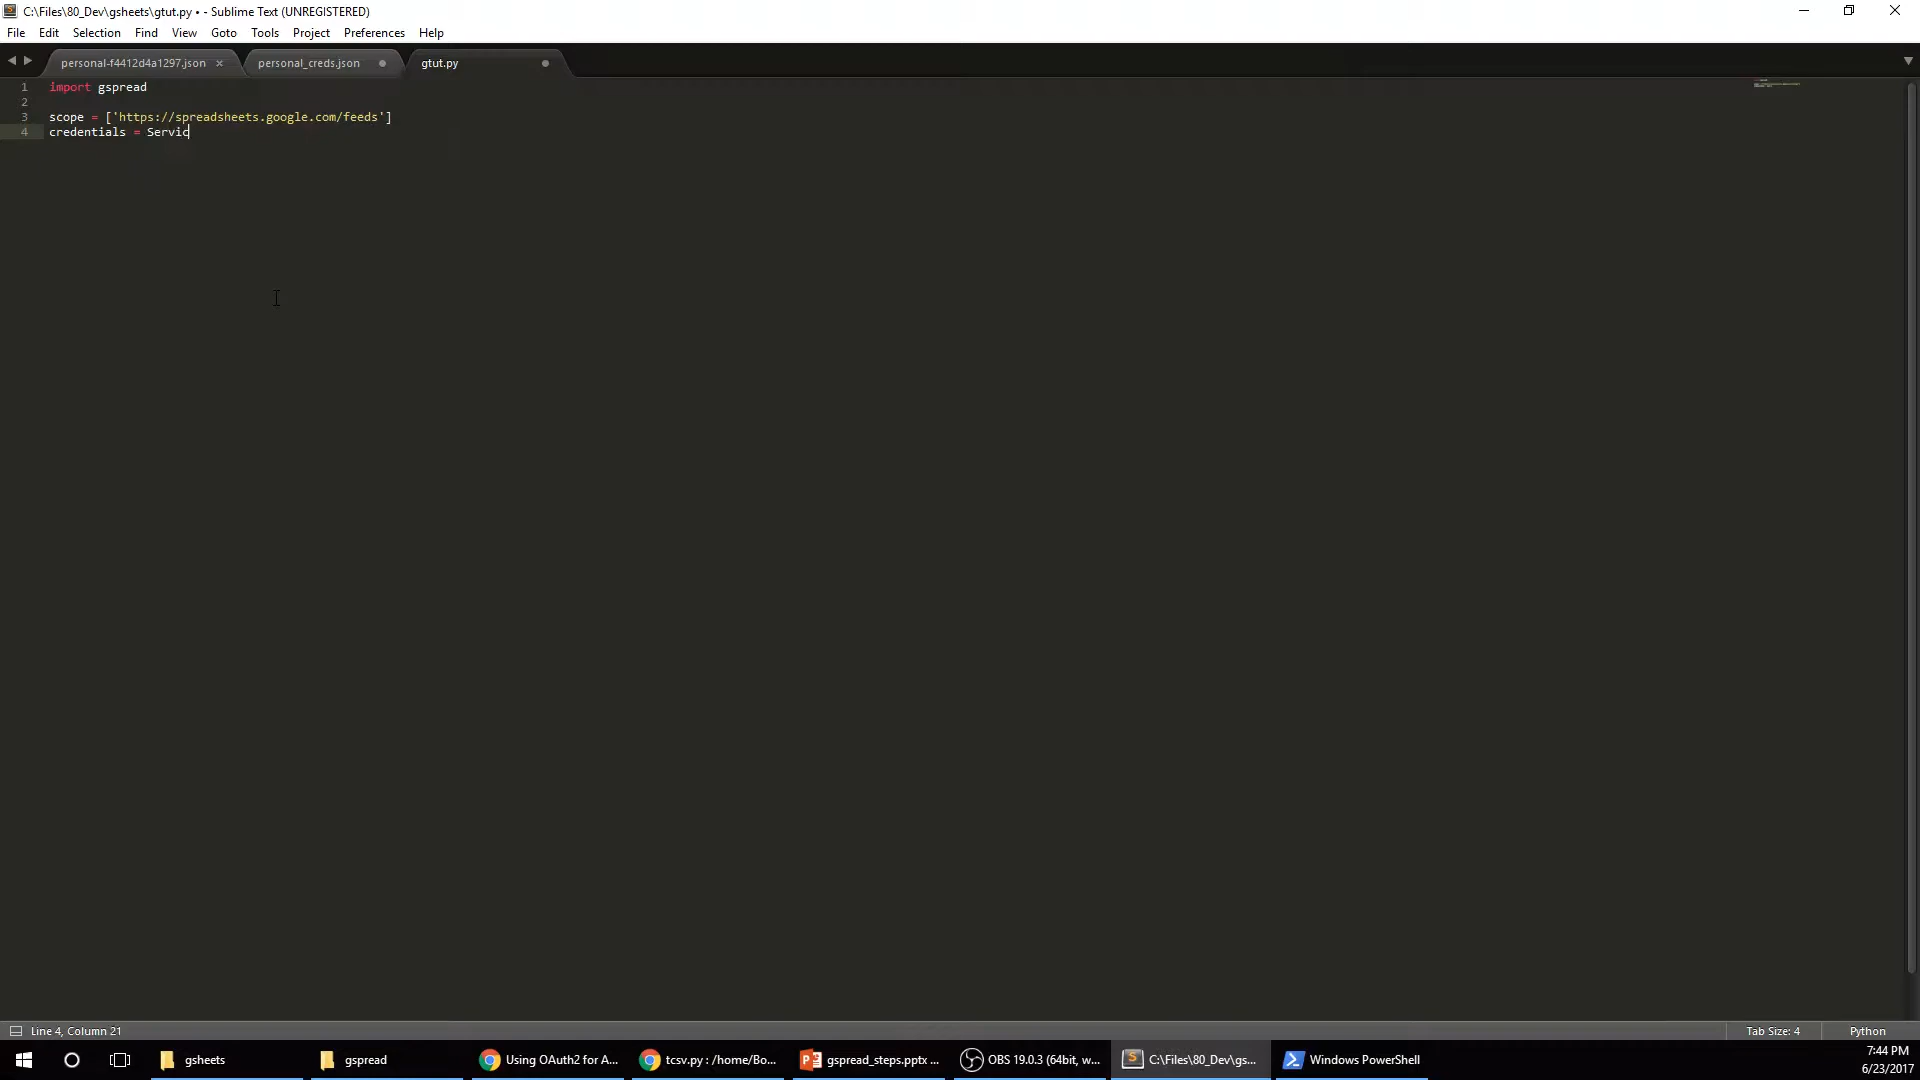 C:\Files\80_Dev\gsheets\gtut.py • - Sublime Text (UNREGISTERED)
File Edit Selection Find View Goto Tools Project Preferences Help
personal-f4412d4a1297.json × personal_creds.json gtut.py
1 import gspread
2
3 scope = ['https://spreadsheets.google.com/feeds']
4 credentials = Servic
Line 4, Column 21 Tab Size: 4 Python
gsheets gspread Using OAuth2 for A... tcsv.py : /home/Bo... gspread_steps.pptx ... OBS 19.0.3 (64bit, w... C:\Files\80_Dev\gs... Windows PowerShell
7:44 PM
6/23/2017